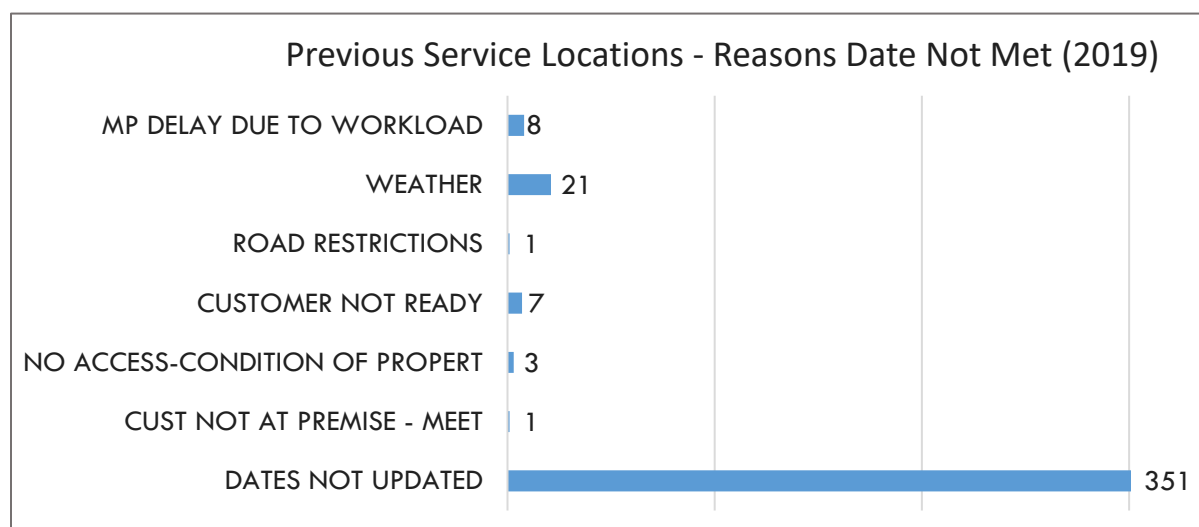 Previous Service Locations - Reasons Date Not Met (2019)
MP DELAY DUE TO WORKLOAD 8
WEATHER 21
ROAD RESTRICTIONS 1
CUSTOMER NOT READY 7
NO ACCESS-CONDITION OF PROPERT 3
CUST NOT AT PREMISE - MEET 1
DATES NOT UPDATED 351